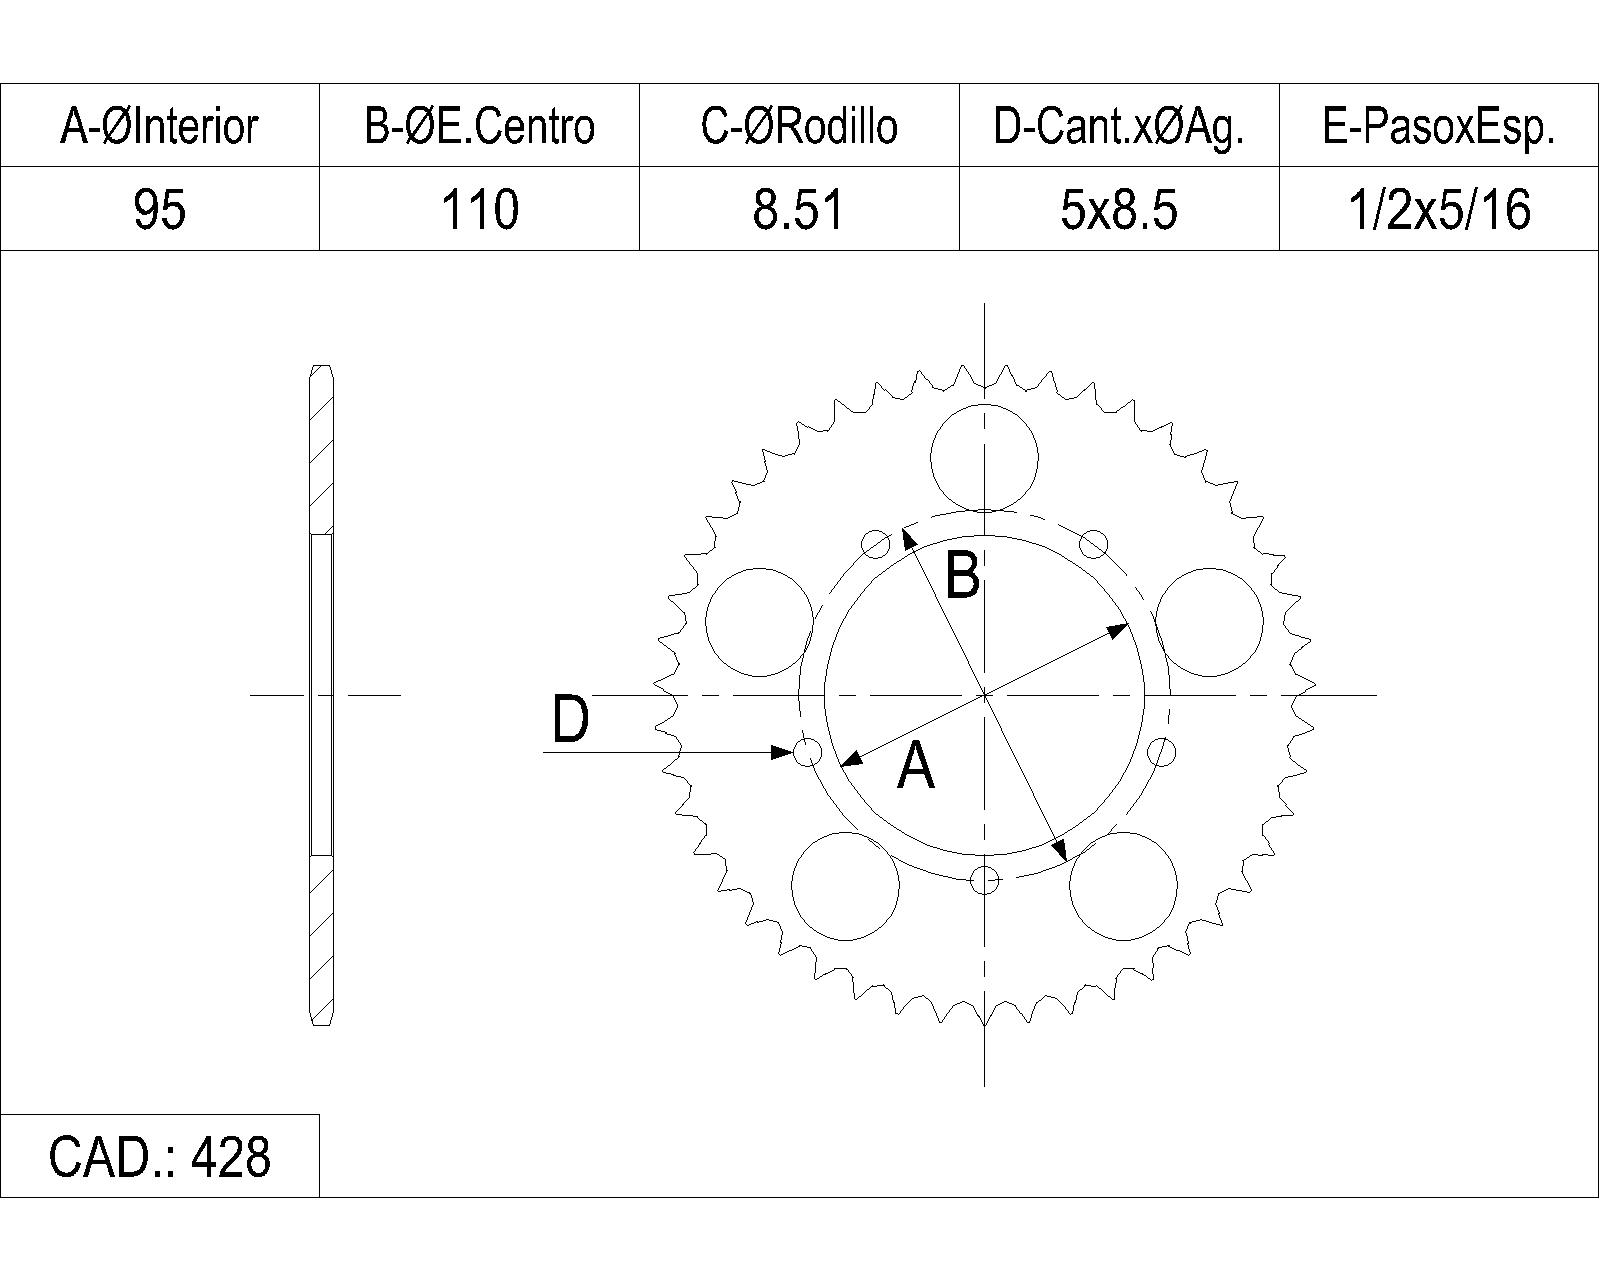 A-ØInterior B-ØE.Centro C-ØRodillo D-Cant.xØAg. E-PasoxEsp.
95 110 8.51 5x8.5 1/2x5/16
B
D
A
CAD.: 428